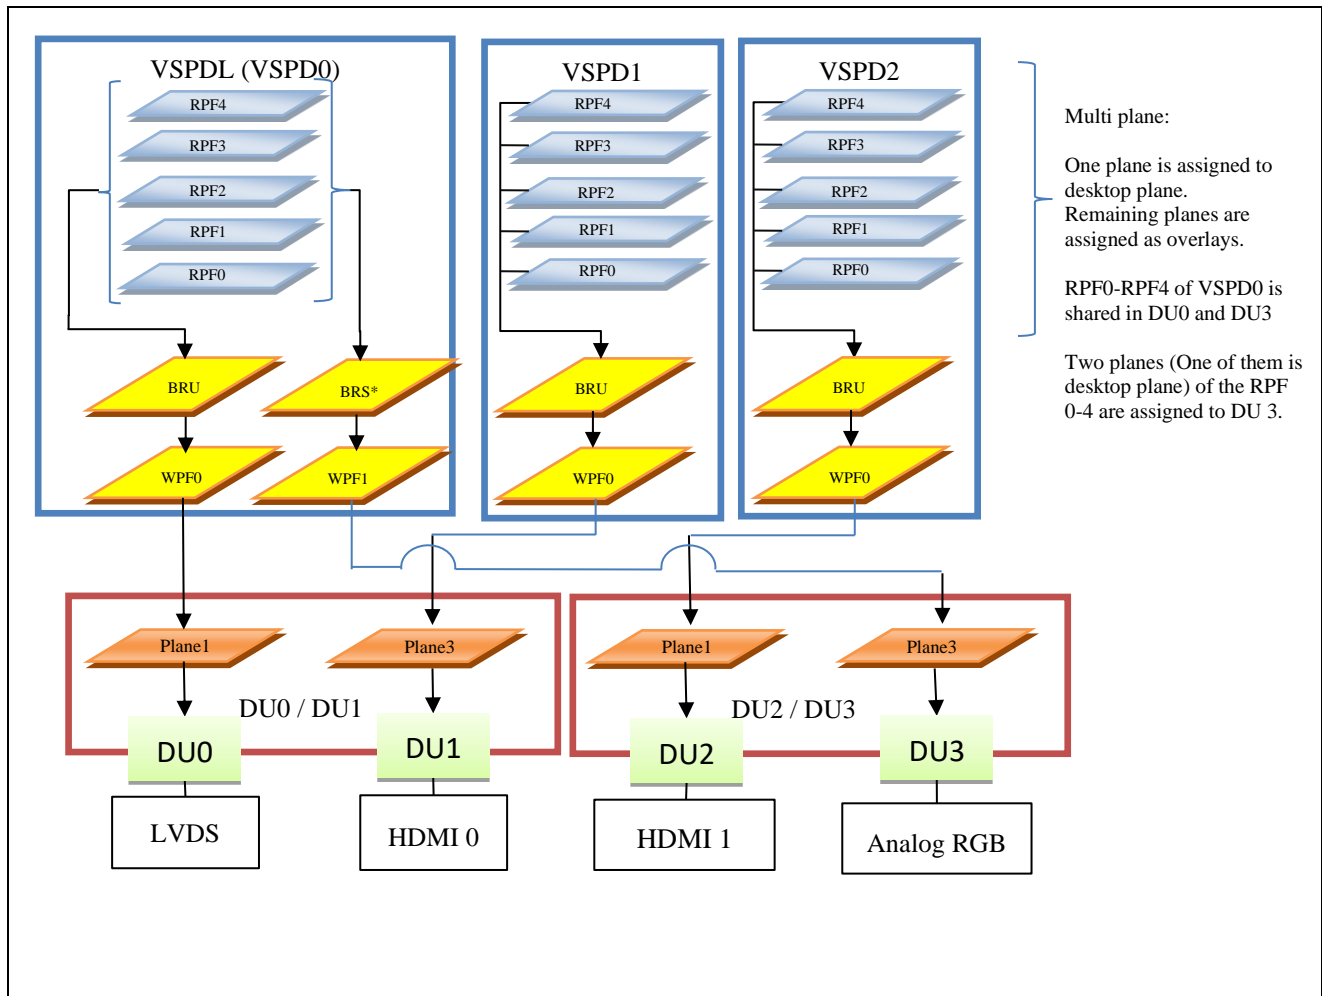 VSPDL (VSPD0)
RPF4
RPF3
RPF2
RPF1
RPF0
BRU
BRS*
WPF0
WPF1
VSPD1
RPF4
RPF3
RPF2
RPF1
RPF0
BRU
WPF0
VSPD2
RPF4
RPF3
RPF2
RPF1
RPF0
BRU
WPF0
Multi plane:
One plane is assigned to
desktop plane.
Remaining planes are
assigned as overlays.
RPF0-RPF4 of VSPD0 is
shared in DU0 and DU3
Two planes (One of them is
desktop plane) of the RPF
0-4 are assigned to DU 3.
Plane1
Plane3
DU0 / DU1
DU0
DU1
LVDS
HDMI 0
Plane1
Plane3
DU2 / DU3
DU2
DU3
HDMI 1
Analog RGB